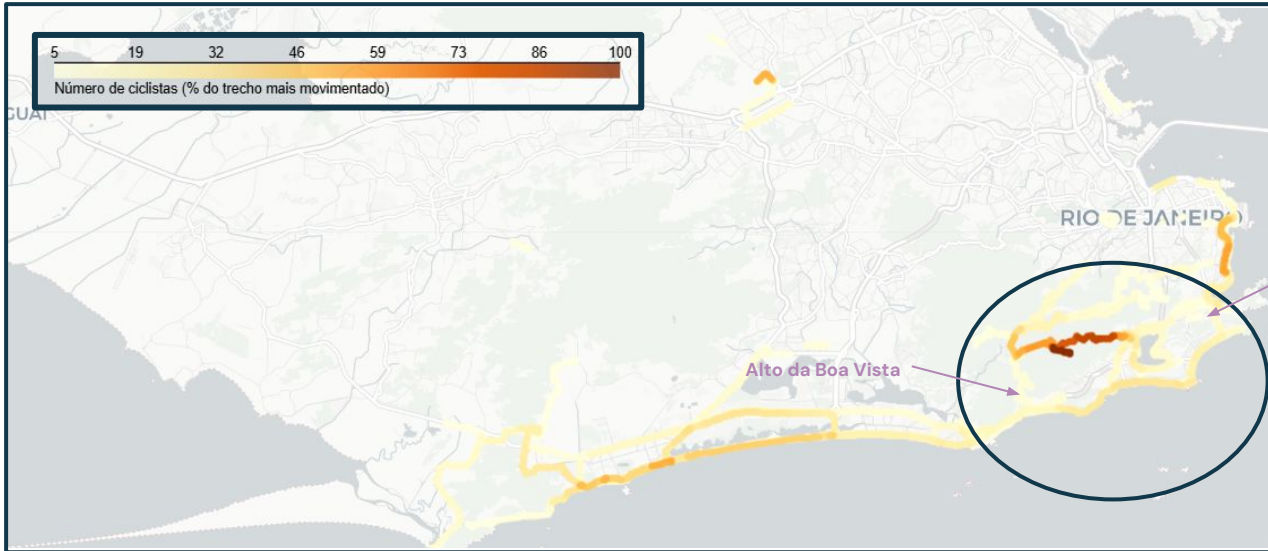 5 19 32 46 59 73 86 100
Número de ciclistas (% do trecho mais movimentado)
GUAÍ
RIO DE JANEIRO
Alto da Boa Vista